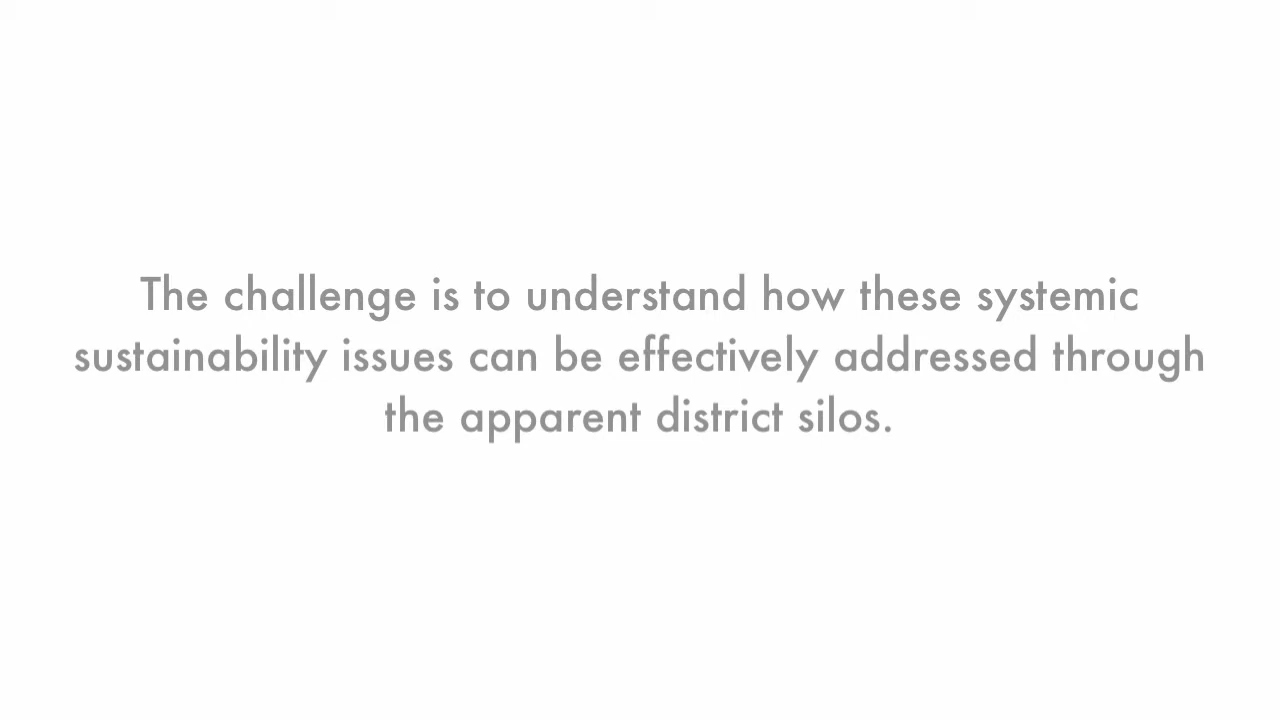 The challenge is to understand how these systemic
sustainability issues can be effectively addressed through
the apparent district silos.